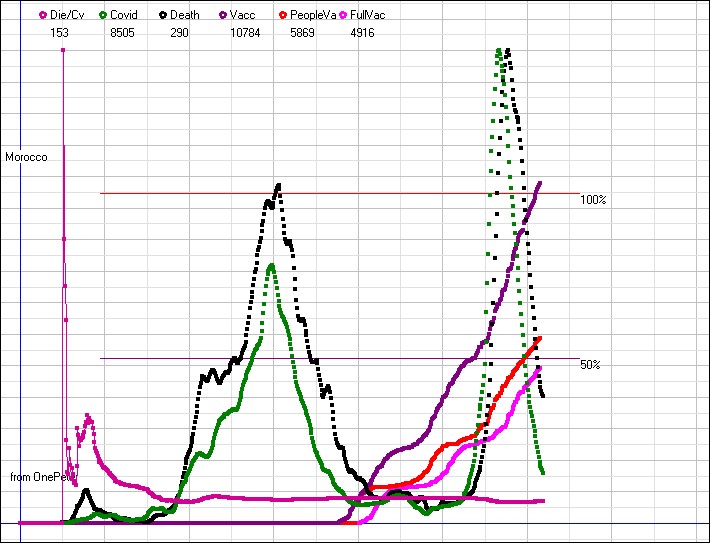 Die/Cv Covid Death Vacc PeopleVa FullVac
153 8505 290 10784 5869 4916
Morocco
100%
50%
from OnePe